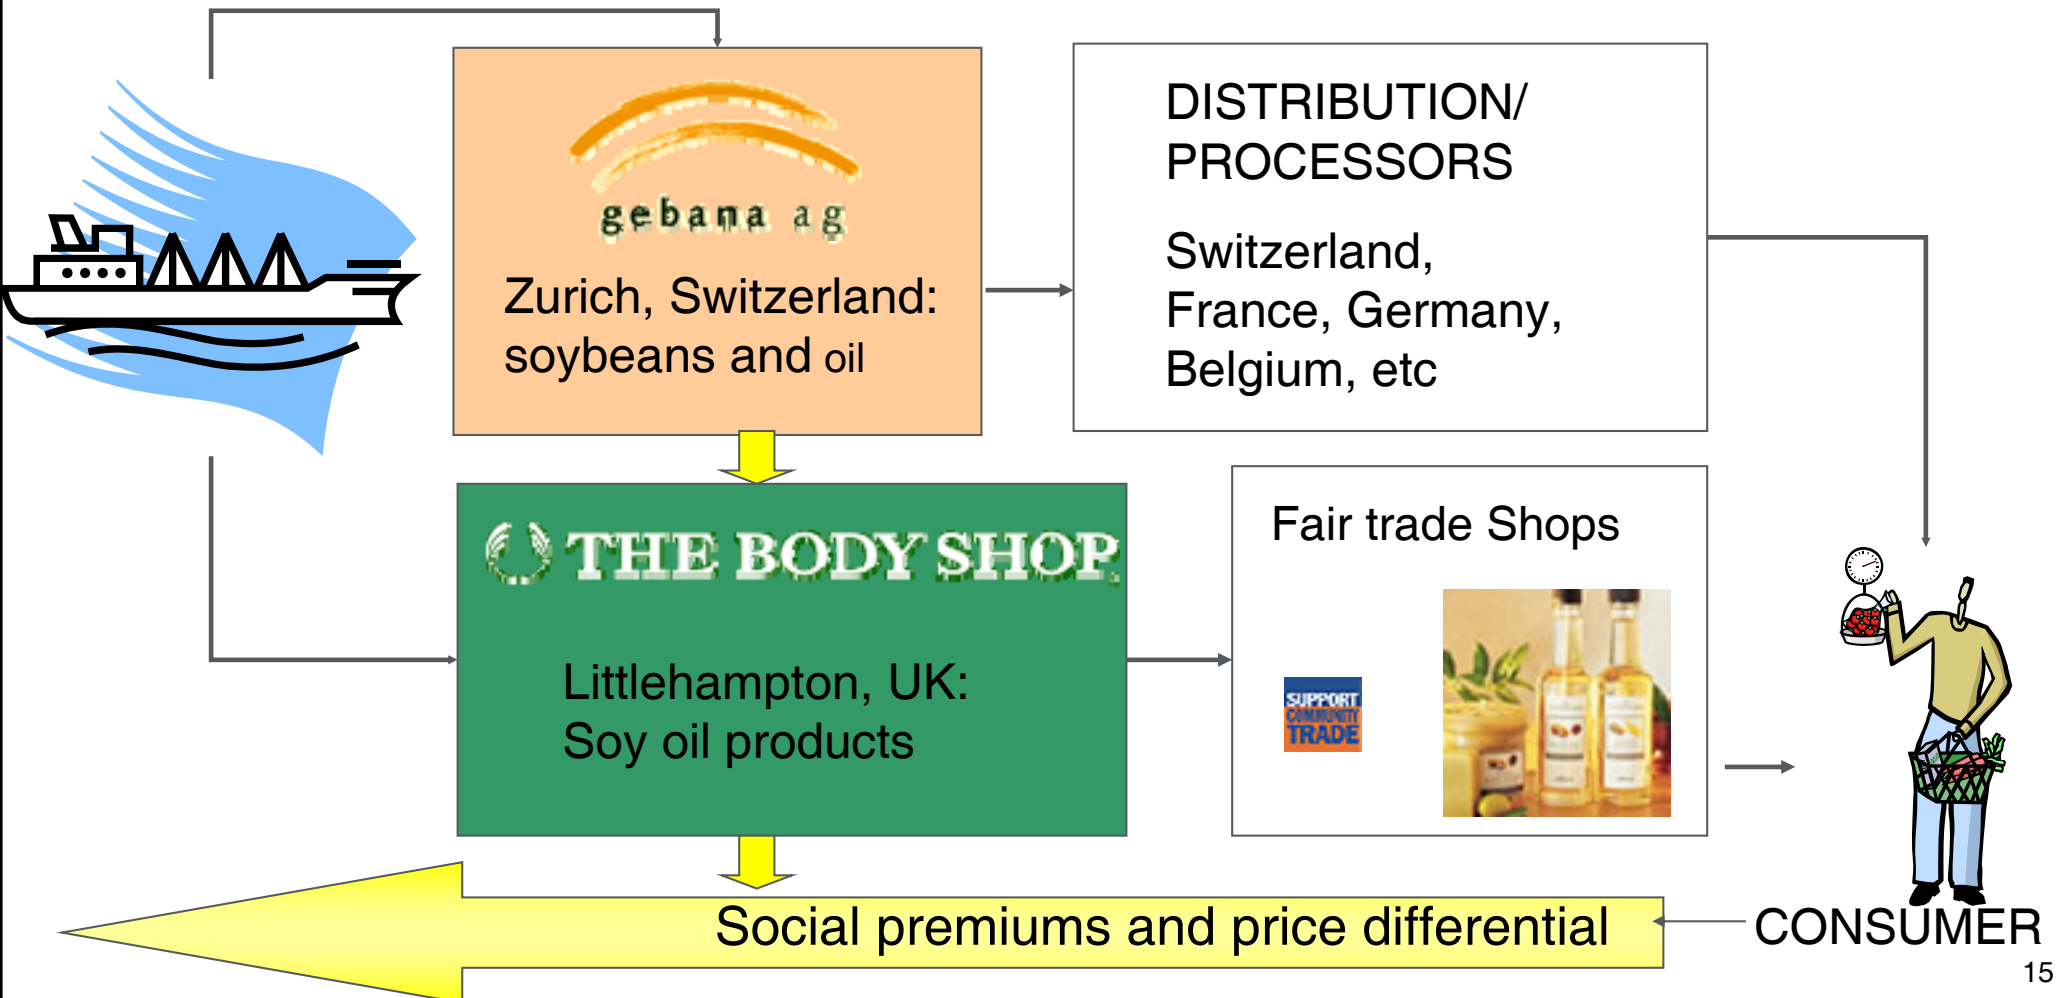 gebana ag
Zurich, Switzerland:
soybeans and oil
DISTRIBUTION/
PROCESSORS
Switzerland,
France, Germany,
Belgium, etc
THE BODY SHOP
Littlehampton, UK:
Soy oil products
Fair trade Shops
SUPPORT
COMMUNITY
TRADE
Social premiums and price differential
CONSUMER
15